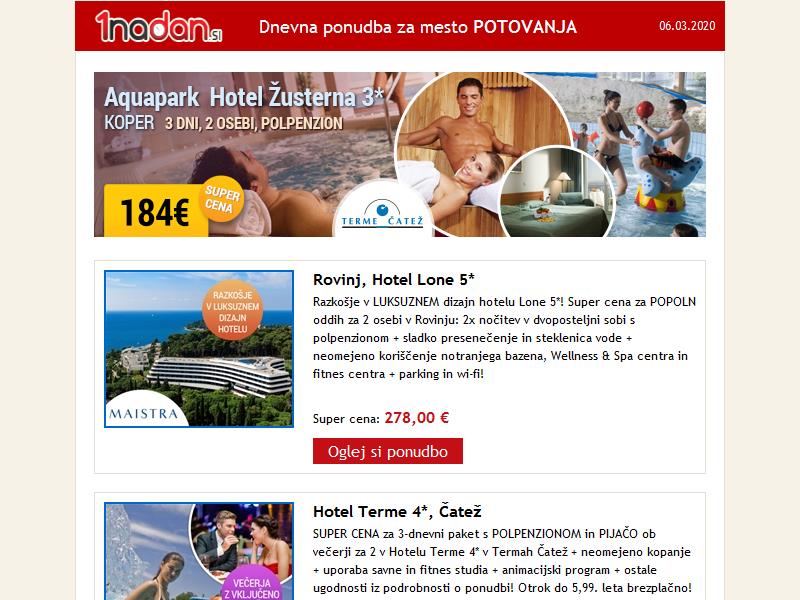 1nadan.si
Dnevna ponudba za mesto POTOVANJA
06.03.2020
Aquapark Hotel Žusterna 3*
KOPER 3 DNI, 2 OSEBI, POLPENZION
184€
SUPER
CENA
TERME ČATEŽ
RAZKOŠJE
V LUKSUZNEM
DIZAJN
HOTELU
MAISTRA
Rovinj, Hotel Lone 5*
Razkošje v LUKSUZNEM dizajn hotelu Lone 5*! Super cena za POPOLN
oddih za 2 osebi v Rovinju: 2x nočitev v dvoposteljni sobi s
polpenzionom + sladko presenečenje in steklenica vode +
neomejeno koriščenje notranjega bazena, Wellness & Spa centra in
fitnes centra + parking in wi-fi!
Super cena: 278,00 €
Oglej si ponudbo
VEČERJA
Z VKLJUČENO
Hotel Terme 4*, Čatež
SUPER CENA za 3-dnevni paket s POLPENZIONOM in PIJAČO ob
večerji za 2 v Hotelu Terme 4* v Termah Čatež + neomejeno kopanje
+ uporaba savne in fitnes studia + animacijski program + ostale
ugodnosti iz podrobnosti o ponudbi! Otrok do 5,99. leta brezplačno!